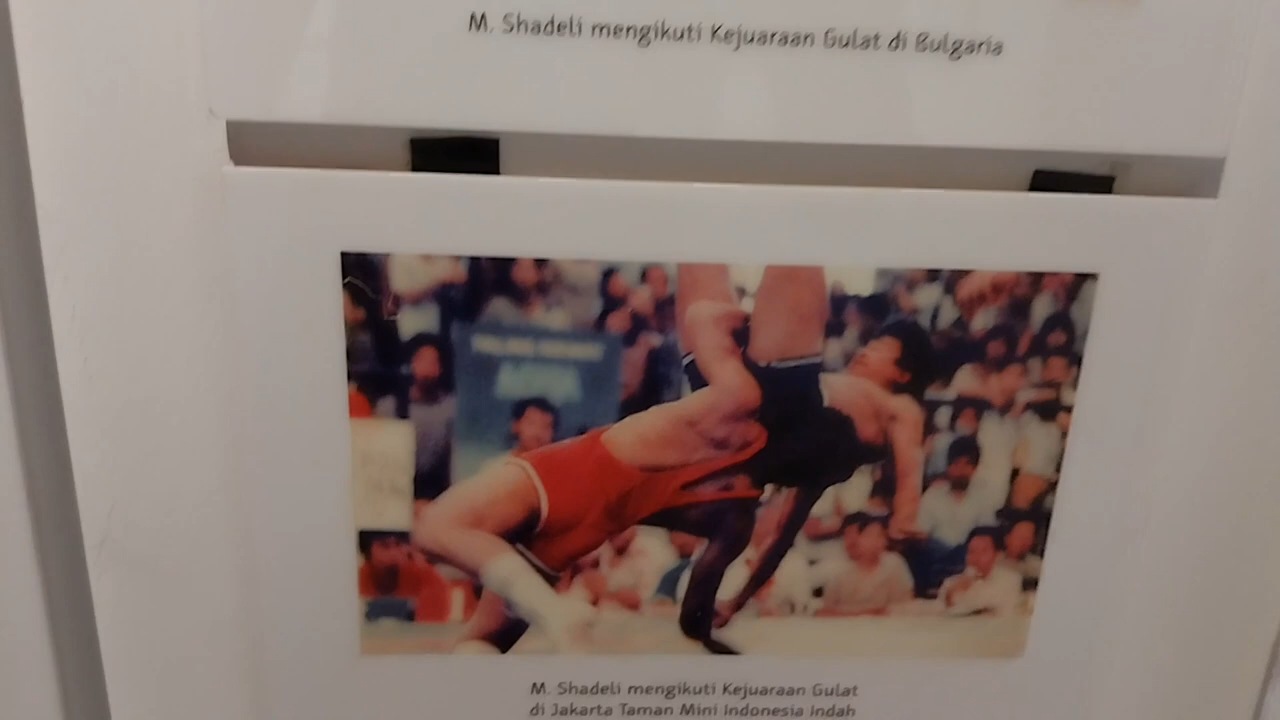 M. Shadeli mengikuti Kejuaraan Gulat di Bulgaria
M. Shadeli mengikuti Kejuaraan Gulat
di Jakarta Taman Mini Indonesia Indah